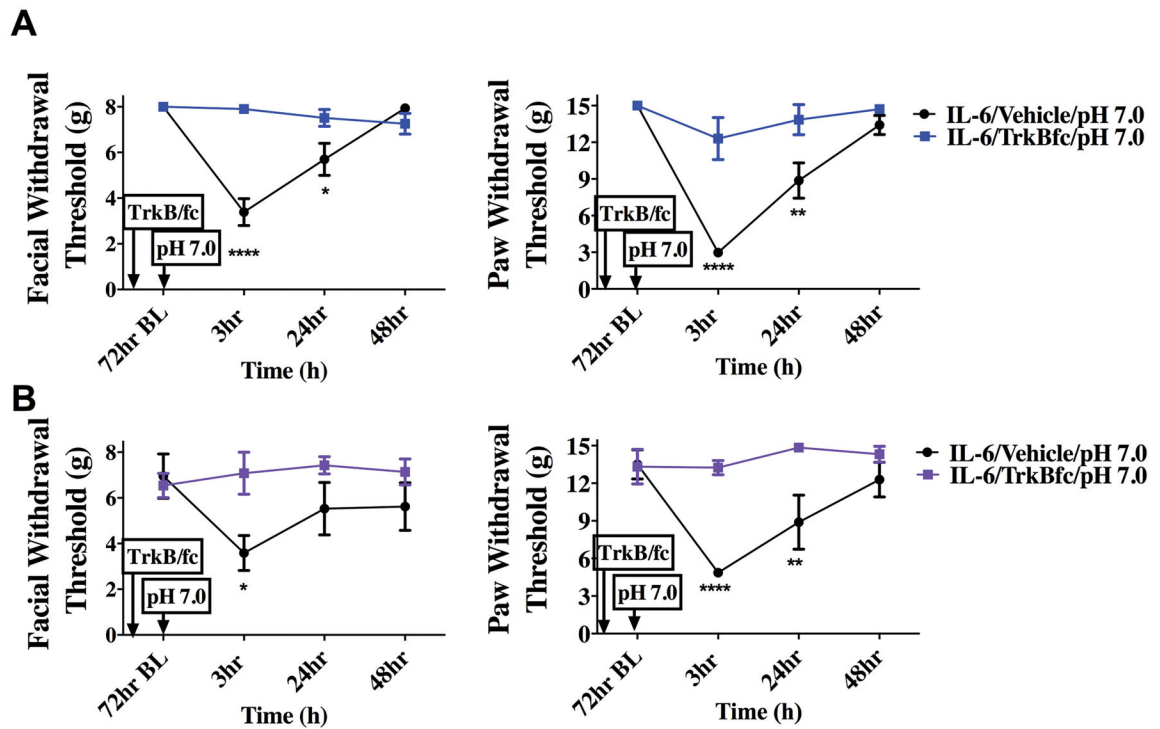 A
Facial Withdrawal
Threshold (g)
8
6
4
2
0
TrkB/fc
pH 7.0
****
*
72hr BL
3hr
24hr
48hr
Time (h)
Paw Withdrawal
Threshold (g)
15
12
9
6
3
0
TrkB/fc
pH 7.0
****
**
72hr BL
3hr
24hr
48hr
Time (h)
IL-6/Vehicle/pH 7.0
IL-6/TrkBfc/pH 7.0
B
Facial Withdrawal
Threshold (g)
8
6
4
2
0
TrkB/fc
pH 7.0
*
72hr BL
3hr
24hr
48hr
Time (h)
Paw Withdrawal
Threshold (g)
15
12
9
6
3
0
TrkB/fc
pH 7.0
****
**
72hr BL
3hr
24hr
48hr
Time (h)
IL-6/Vehicle/pH 7.0
IL-6/TrkBfc/pH 7.0